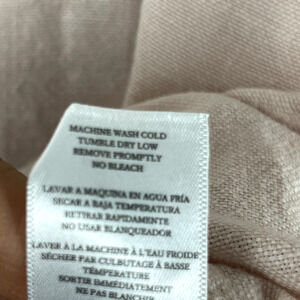 MACHINE WASH COLD
TUMBLE DRY LOW
REMOVE PROMPTLY
NO BLEACH
LAVAR A MAQUINA EN AGUA FRÍA
SECAR A BAJA TEMPERATURA
RETIRAR RAPIDAMENTE
NO USAR BLANQUEADOR
LAVER A LA MACHINE À L'EAU FROIDE
SÉCHER PAR CULBUTAGE À BASSE
TEMPÉRATURE
SORTIR IMMÉDIATEMENT
NE PAS BLANCHIR